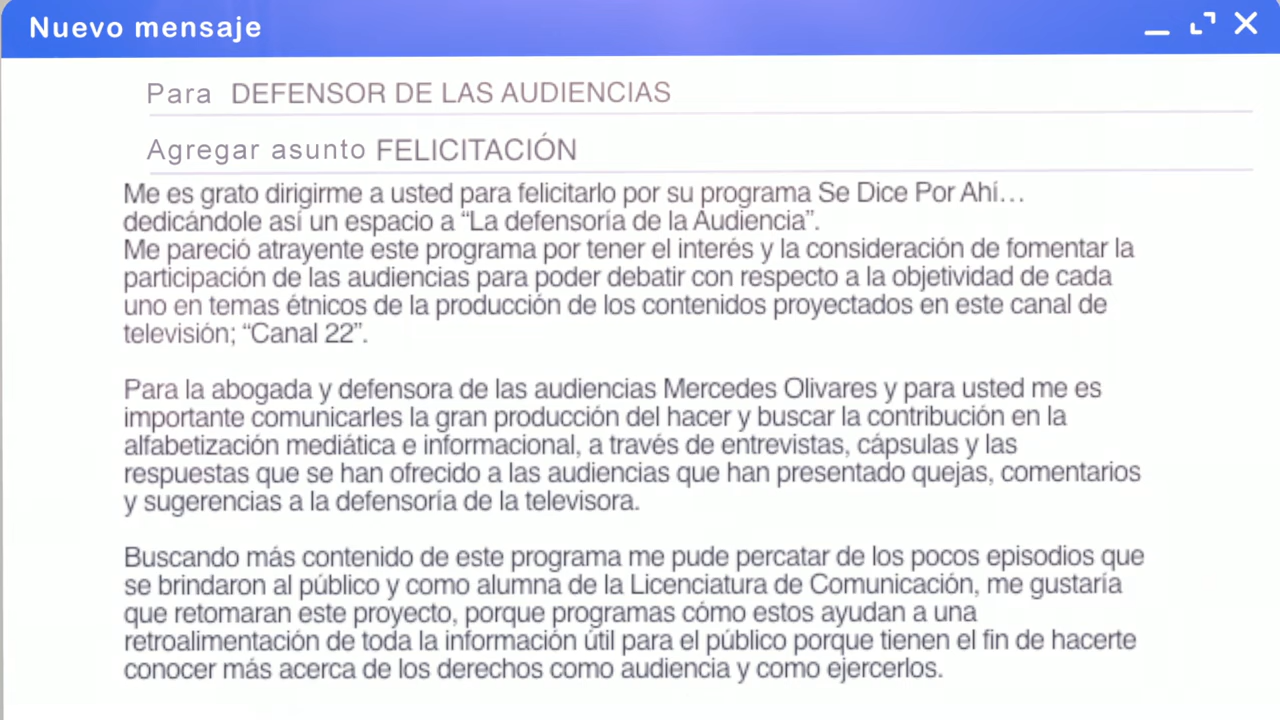 Nuevo mensaje
Para DEFENSOR DE LAS AUDIENCIAS
Agregar asunto FELICITACIÓN
Me es grato dirigirme a usted para felicitarlo por su programa Se Dice Por Ahí…
dedicándole así un espacio a “La defensoría de la Audiencia”.
Me pareció atrayente este programa por tener el interés y la consideración de fomentar la
participación de las audiencias para poder debatir con respecto a la objetividad de cada
uno en temas étnicos de la producción de los contenidos proyectados en este canal de
televisión; “Canal 22”.
Para la abogada y defensora de las audiencias Mercedes Olivares y para usted me es
importante comunicarles la gran producción del hacer y buscar la contribución en la
alfabetización mediática e informacional, a través de entrevistas, cápsulas y las
respuestas que se han ofrecido a las audiencias que han presentado quejas, comentarios
y sugerencias a la defensoría de la televisora.
Buscando más contenido de este programa me pude percatar de los pocos episodios que
se brindaron al público y como alumna de la Licenciatura de Comunicación, me gustaría
que retomaran este proyecto, porque programas cómo estos ayudan a una
retroalimentación de toda la información útil para el público porque tienen el fin de hacerte
conocer más acerca de los derechos como audiencia y como ejercerlos.